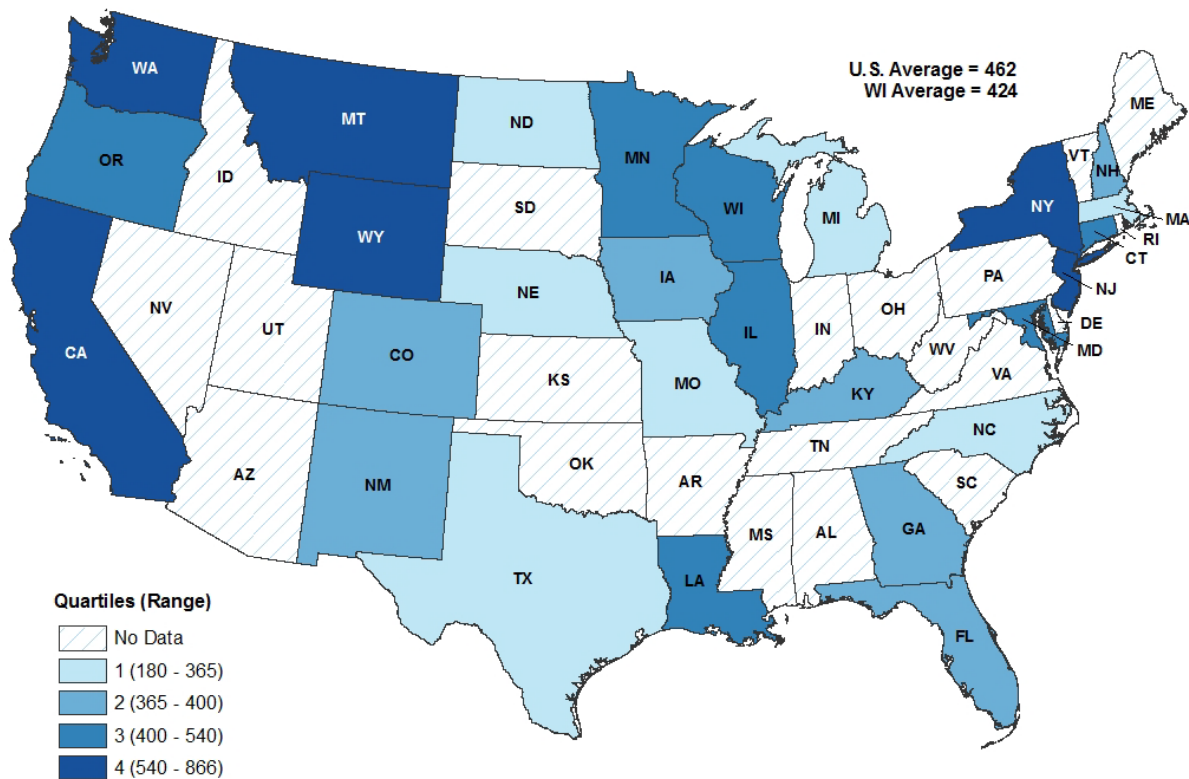 U.S. Average = 462
WI Average = 424
WA
MT
ND
MN
ME
VT
NH
OR
ID
SD
WI
MI
NY
MA
RI
CT
WY
IA
NE
PA
NJ
NV
UT
CA
CO
IL
IN
OH
DE
MD
WV
VA
KS
MO
KY
AZ
NM
OK
AR
TN
NC
SC
MS
AL
GA
TX
LA
FL
Quartiles (Range)
No Data
1 (180 - 365)
2 (365 - 400)
3 (400 - 540)
4 (540 - 866)